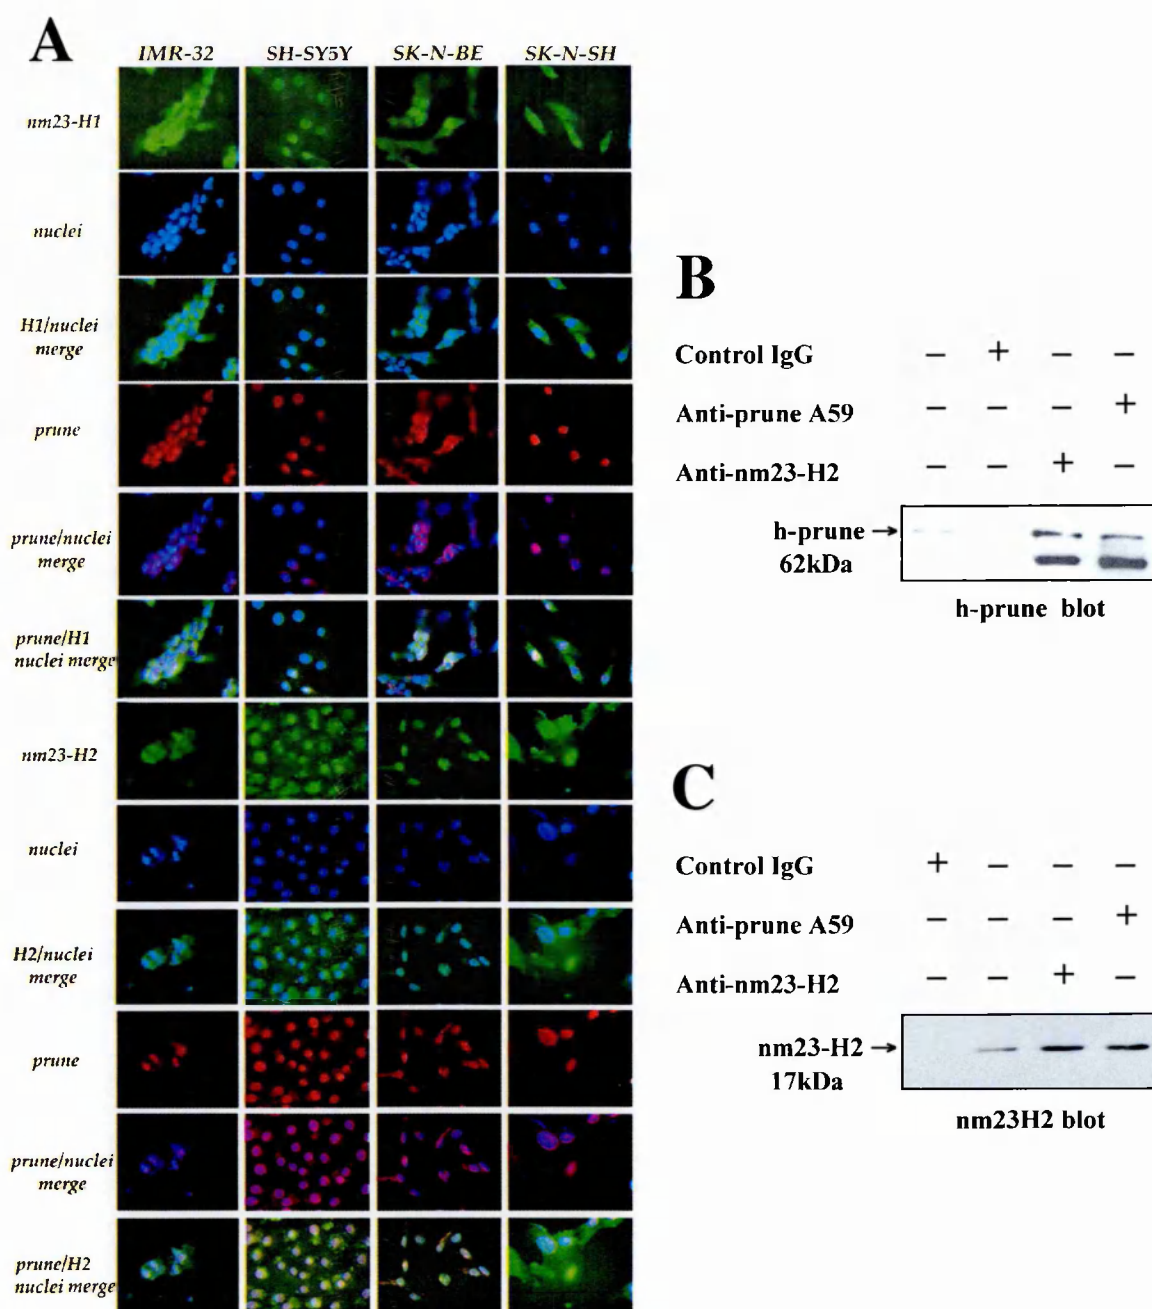 A
IMR-32 SH-SY5Y SK-N-BE SK-N-SH
nm23-H1
nuclei
H1/nuclei
merge
prune
prune/nuclei
merge
prune/H1
nuclei merge
nm23-H2
nuclei
H2/nuclei
merge
prune
prune/nuclei
merge
prune/H2
nuclei merge
B
Control IgG − + − −
Anti-prune A59 − − − +
Anti-nm23-H2 − − + −
h-prune →
62kDa
h-prune blot
C
Control IgG + − − −
Anti-prune A59 − − − +
Anti-nm23-H2 − − + −
nm23-H2 →
17kDa
nm23H2 blot